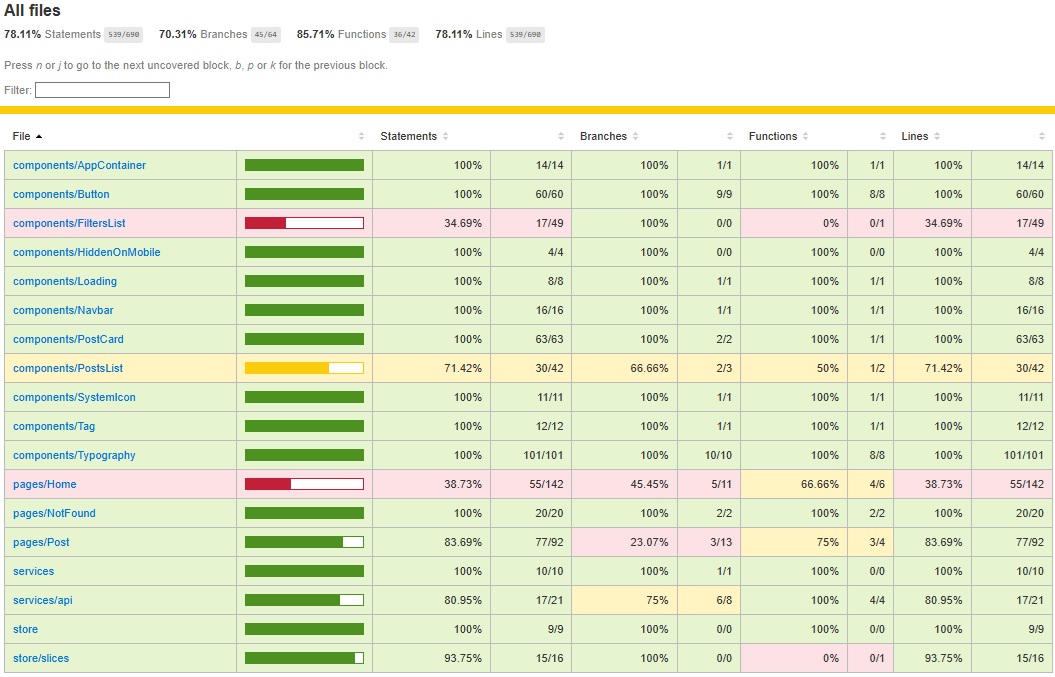 All files
78.11% Statements 539/690 70.31% Branches 45/64 85.71% Functions 36/42 78.11% Lines 539/690
Press n or j to go to the next uncovered block, b, p or k for the previous block.
Filter:
File Statements Branches Functions Lines
components/AppContainer 100% 14/14 100% 1/1 100% 1/1 100% 14/14
components/Button 100% 60/60 100% 9/9 100% 8/8 100% 60/60
components/FiltersList 34.69% 17/49 100% 0/0 0% 0/1 34.69% 17/49
components/HiddenOnMobile 100% 4/4 100% 0/0 100% 0/0 100% 4/4
components/Loading 100% 8/8 100% 1/1 100% 1/1 100% 8/8
components/Navbar 100% 16/16 100% 1/1 100% 1/1 100% 16/16
components/PostCard 100% 63/63 100% 2/2 100% 1/1 100% 63/63
components/PostsList 71.42% 30/42 66.66% 2/3 50% 1/2 71.42% 30/42
components/SystemIcon 100% 11/11 100% 1/1 100% 1/1 100% 11/11
components/Tag 100% 12/12 100% 1/1 100% 1/1 100% 12/12
components/Typography 100% 101/101 100% 10/10 100% 8/8 100% 101/101
pages/Home 38.73% 55/142 45.45% 5/11 66.66% 4/6 38.73% 55/142
pages/NotFound 100% 20/20 100% 2/2 100% 2/2 100% 20/20
pages/Post 83.69% 77/92 23.07% 3/13 75% 3/4 83.69% 77/92
services 100% 10/10 100% 1/1 100% 0/0 100% 10/10
services/api 80.95% 17/21 75% 6/8 100% 4/4 80.95% 17/21
store 100% 9/9 100% 0/0 100% 0/0 100% 9/9
store/slices 93.75% 15/16 100% 0/0 0% 0/1 93.75% 15/16